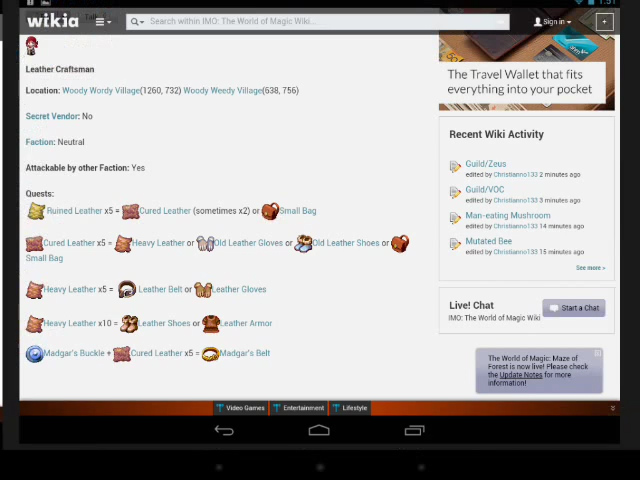 1:51
wikia
Search within IMO: The World of Magic Wiki...
Sign in
Leather Craftsman
Location: Woody Wordy Village(1260, 732) Woody Weedy Village(638, 756)
Secret Vendor: No
Faction: Neutral
Attackable by other Faction: Yes
Quests:
Ruined Leather x5 = Cured Leather (sometimes x2) or Small Bag
Cured Leather x5 = Heavy Leather or Old Leather Gloves or Old Leather Shoes or
Small Bag
Heavy Leather x5 = Leather Belt or Leather Gloves
Heavy Leather x10 = Leather Shoes or Leather Armor
Madgar's Buckle + Cured Leather x5 = Madgar's Belt
The Travel Wallet that fits
everything into your pocket
Recent Wiki Activity
Guild/Zeus
edited by Christianno133 2 minutes ago
Guild/VOC
edited by Christianno133 3 minutes ago
Man-eating Mushroom
edited by Christianno133 14 minutes ago
Mutated Bee
edited by Christianno133 15 minutes ago
See more >
Live! Chat
IMO: The World of Magic Wiki
Start a Chat
The World of Magic: Maze of
Forest is now live! Please check
the Update Notes for more
information!
Video Games
Entertainment
Lifestyle